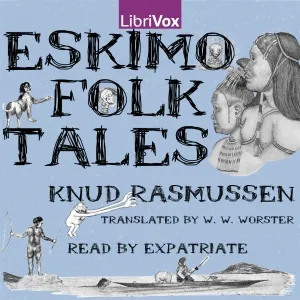 LibriVox
ESKIMO
FOLK
TALES
KNUD RASMUSSEN
TRANSLATED BY W. W. WORSTER
READ BY EXPATRIATE